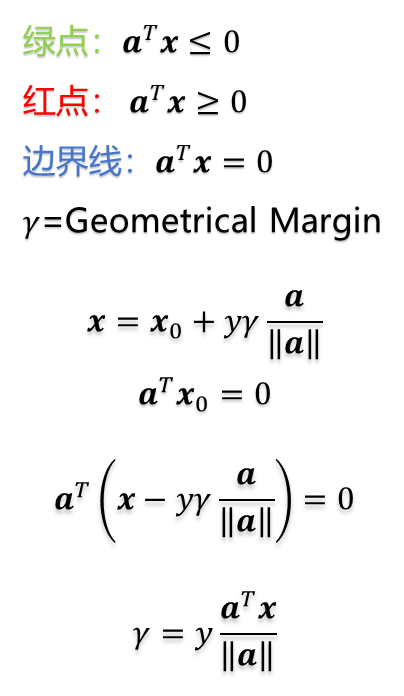 绿点：𝒂ᵀ𝒙 ≤ 0
红点：𝒂ᵀ𝒙 ≥ 0
边界线：𝒂ᵀ𝒙 = 0
𝛾=Geometrical Margin
𝒙 = 𝒙₀ + 𝑦𝛾 𝒂/‖𝒂‖
𝒂ᵀ𝒙₀ = 0
𝒂ᵀ(𝒙 − 𝑦𝛾 𝒂/‖𝒂‖) = 0
𝛾 = 𝑦 𝒂ᵀ𝒙/‖𝒂‖